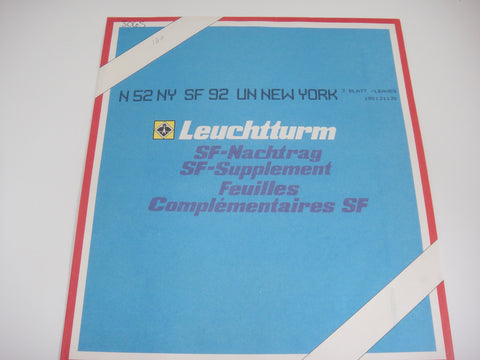 N 52 NY SF 92 UN NEW YORK
Leuchtturm
SF-Nachtrag
SF-Supplement
Feuilles
Complémentaires SF